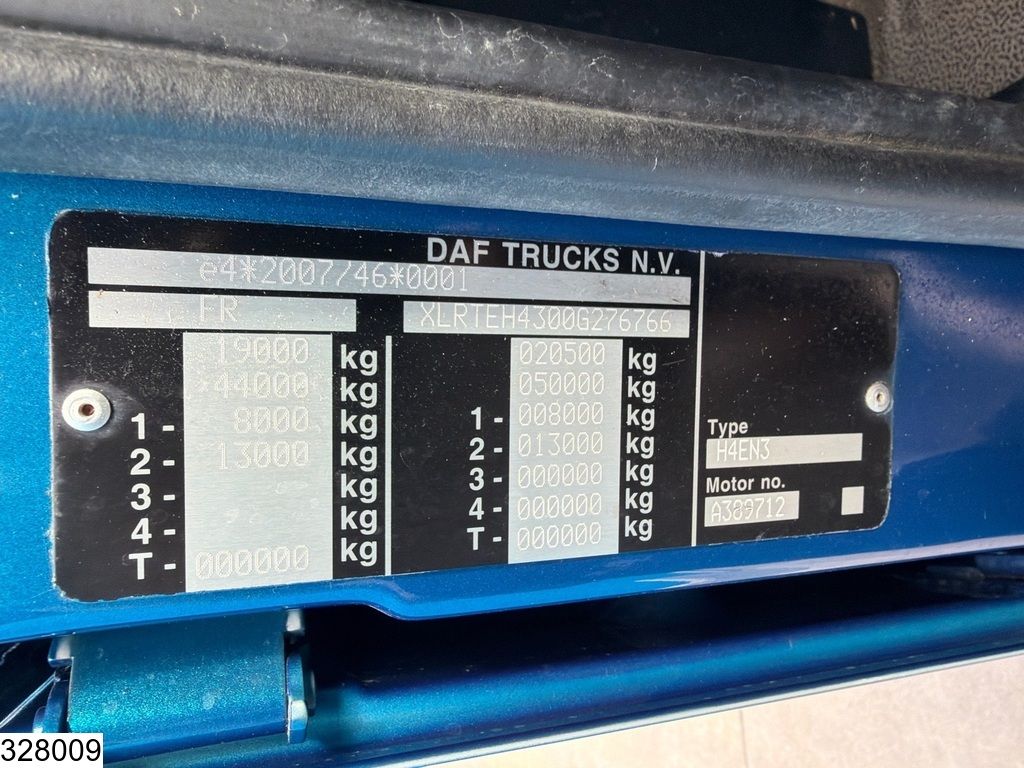 DAF TRUCKS N.V.
e4*2007/46*0001
FR XLRTEH4300G276766
19000 kg 020500 kg
44000 kg 050000 kg
1 - 8000 kg 1 - 008000 kg
2 - 13000 kg 2 - 013000 kg
3 - kg 3 - 000000 kg
4 - kg 4 - 000000 kg
T - 000000 kg T - 000000 kg
Type
H4EN3
Motor no.
A389712
328009